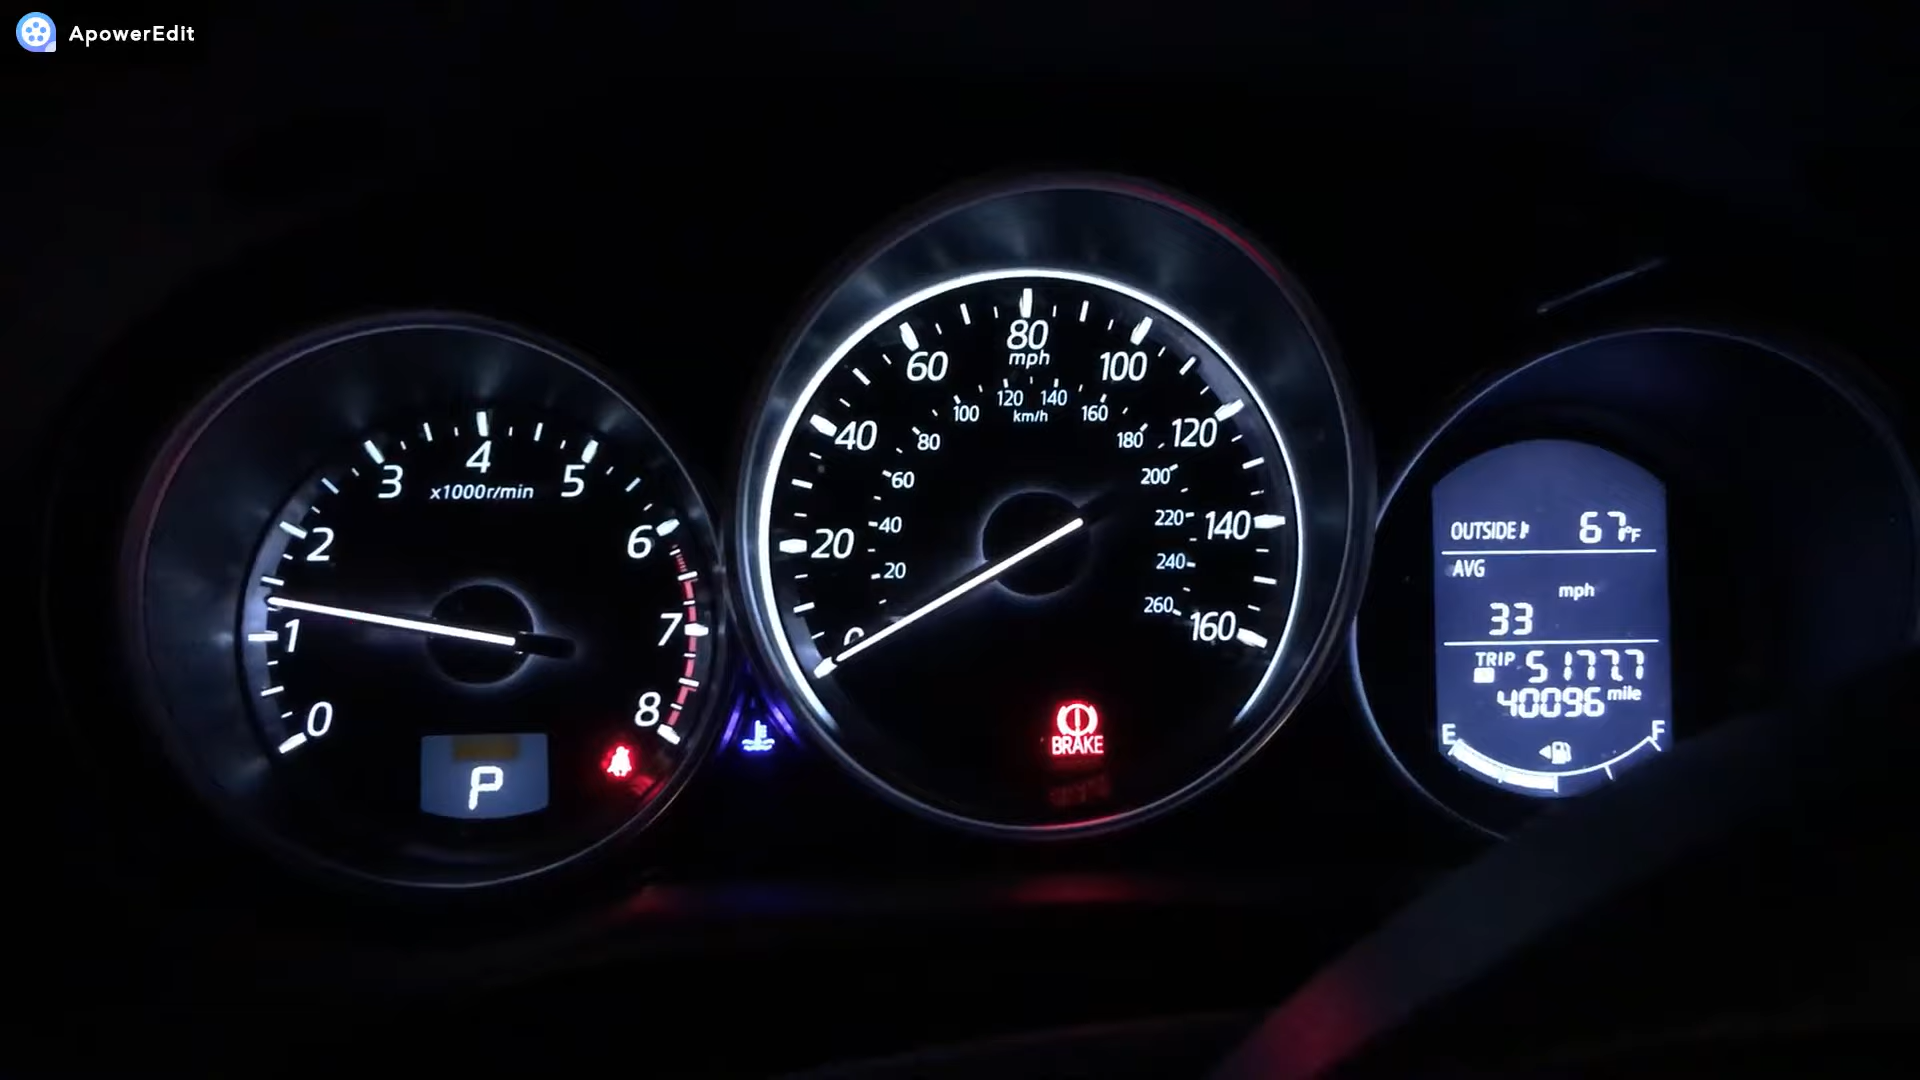 ApowerEdit
0
1
2
3
4
5
6
7
8
x1000r/min
P
0
20
40
60
80
100
120
140
160
mph
20
40
60
80
100
120
140
160
180
200
220
240
260
km/h
BRAKE
OUTSIDE 67°F
AVG
mph
33
TRIP 5177.7
40096 mile
E F